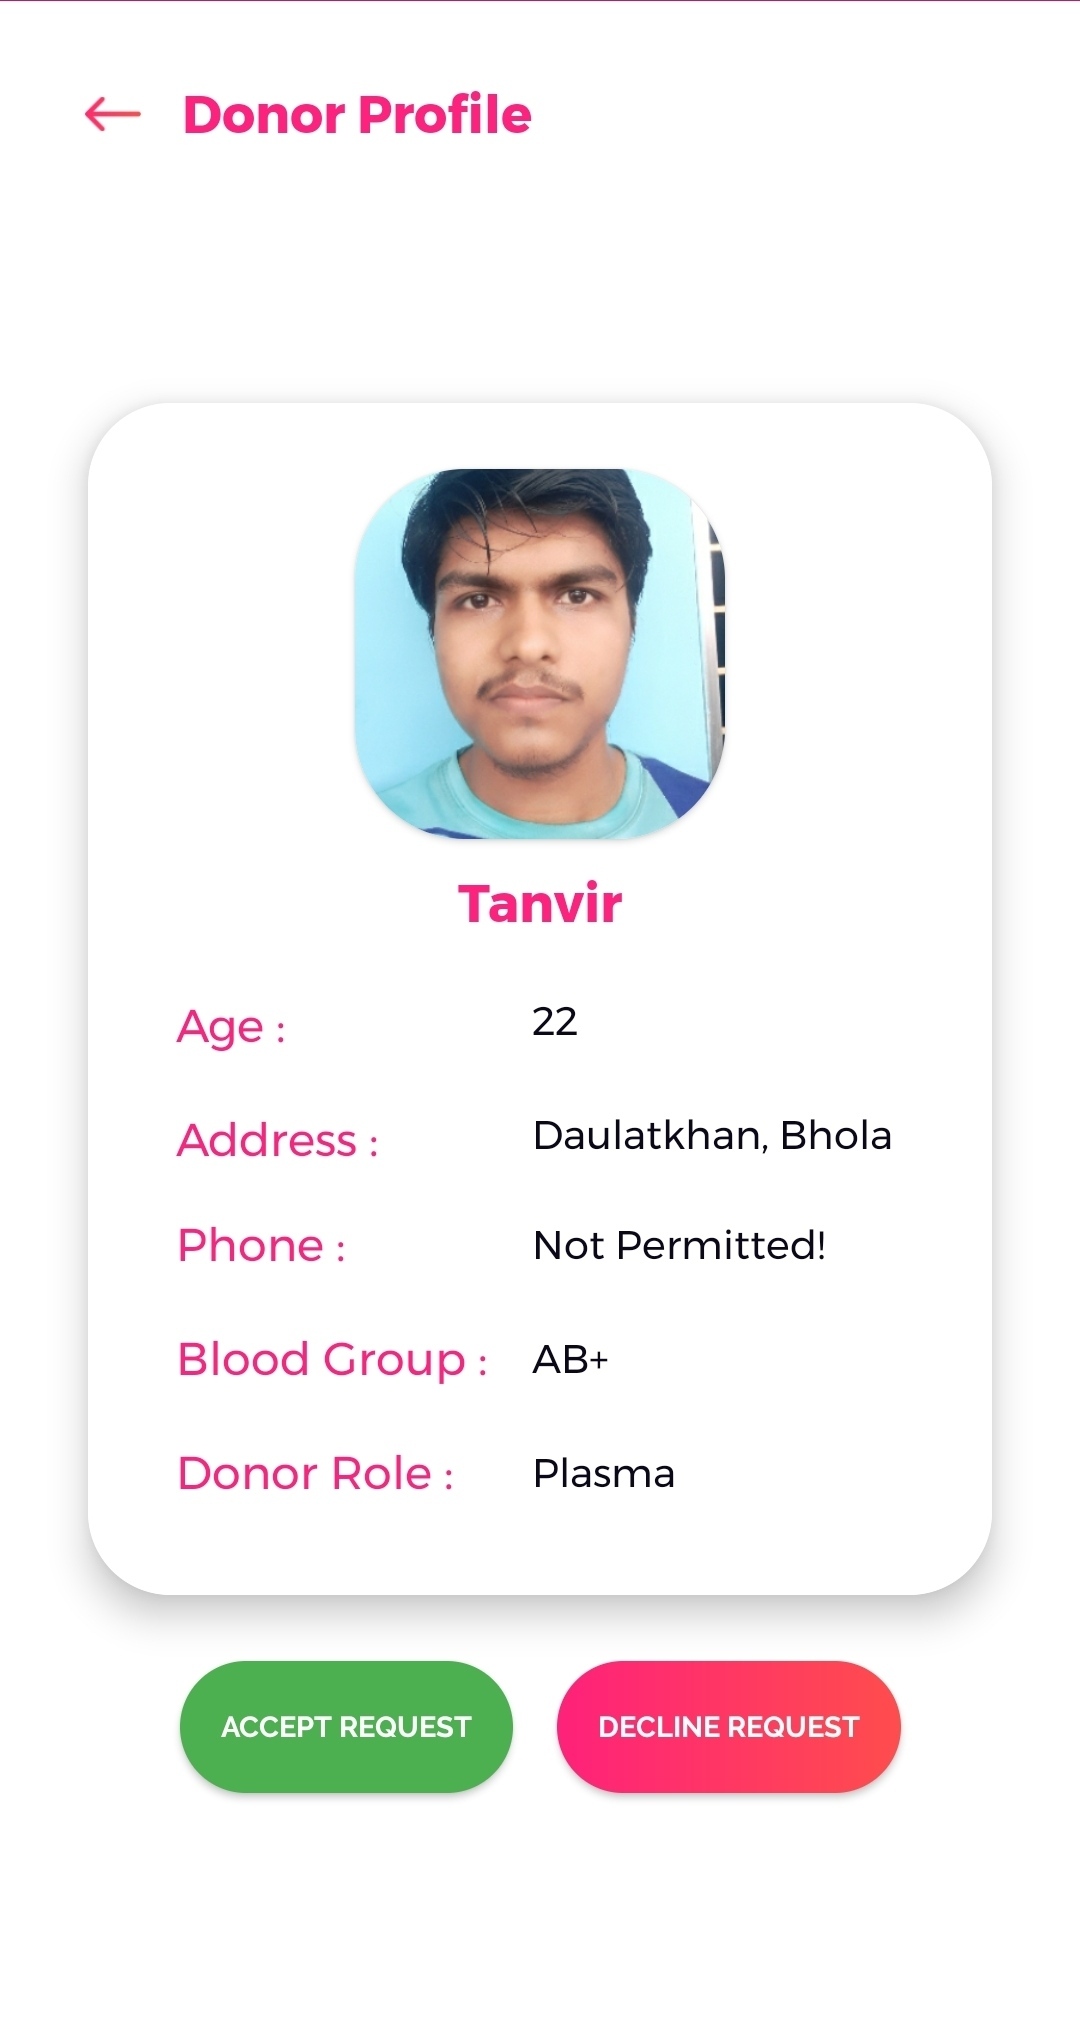 Donor Profile
Tanvir
Age : 22
Address : Daulatkhan, Bhola
Phone : Not Permitted!
Blood Group : AB+
Donor Role : Plasma
ACCEPT REQUEST DECLINE REQUEST